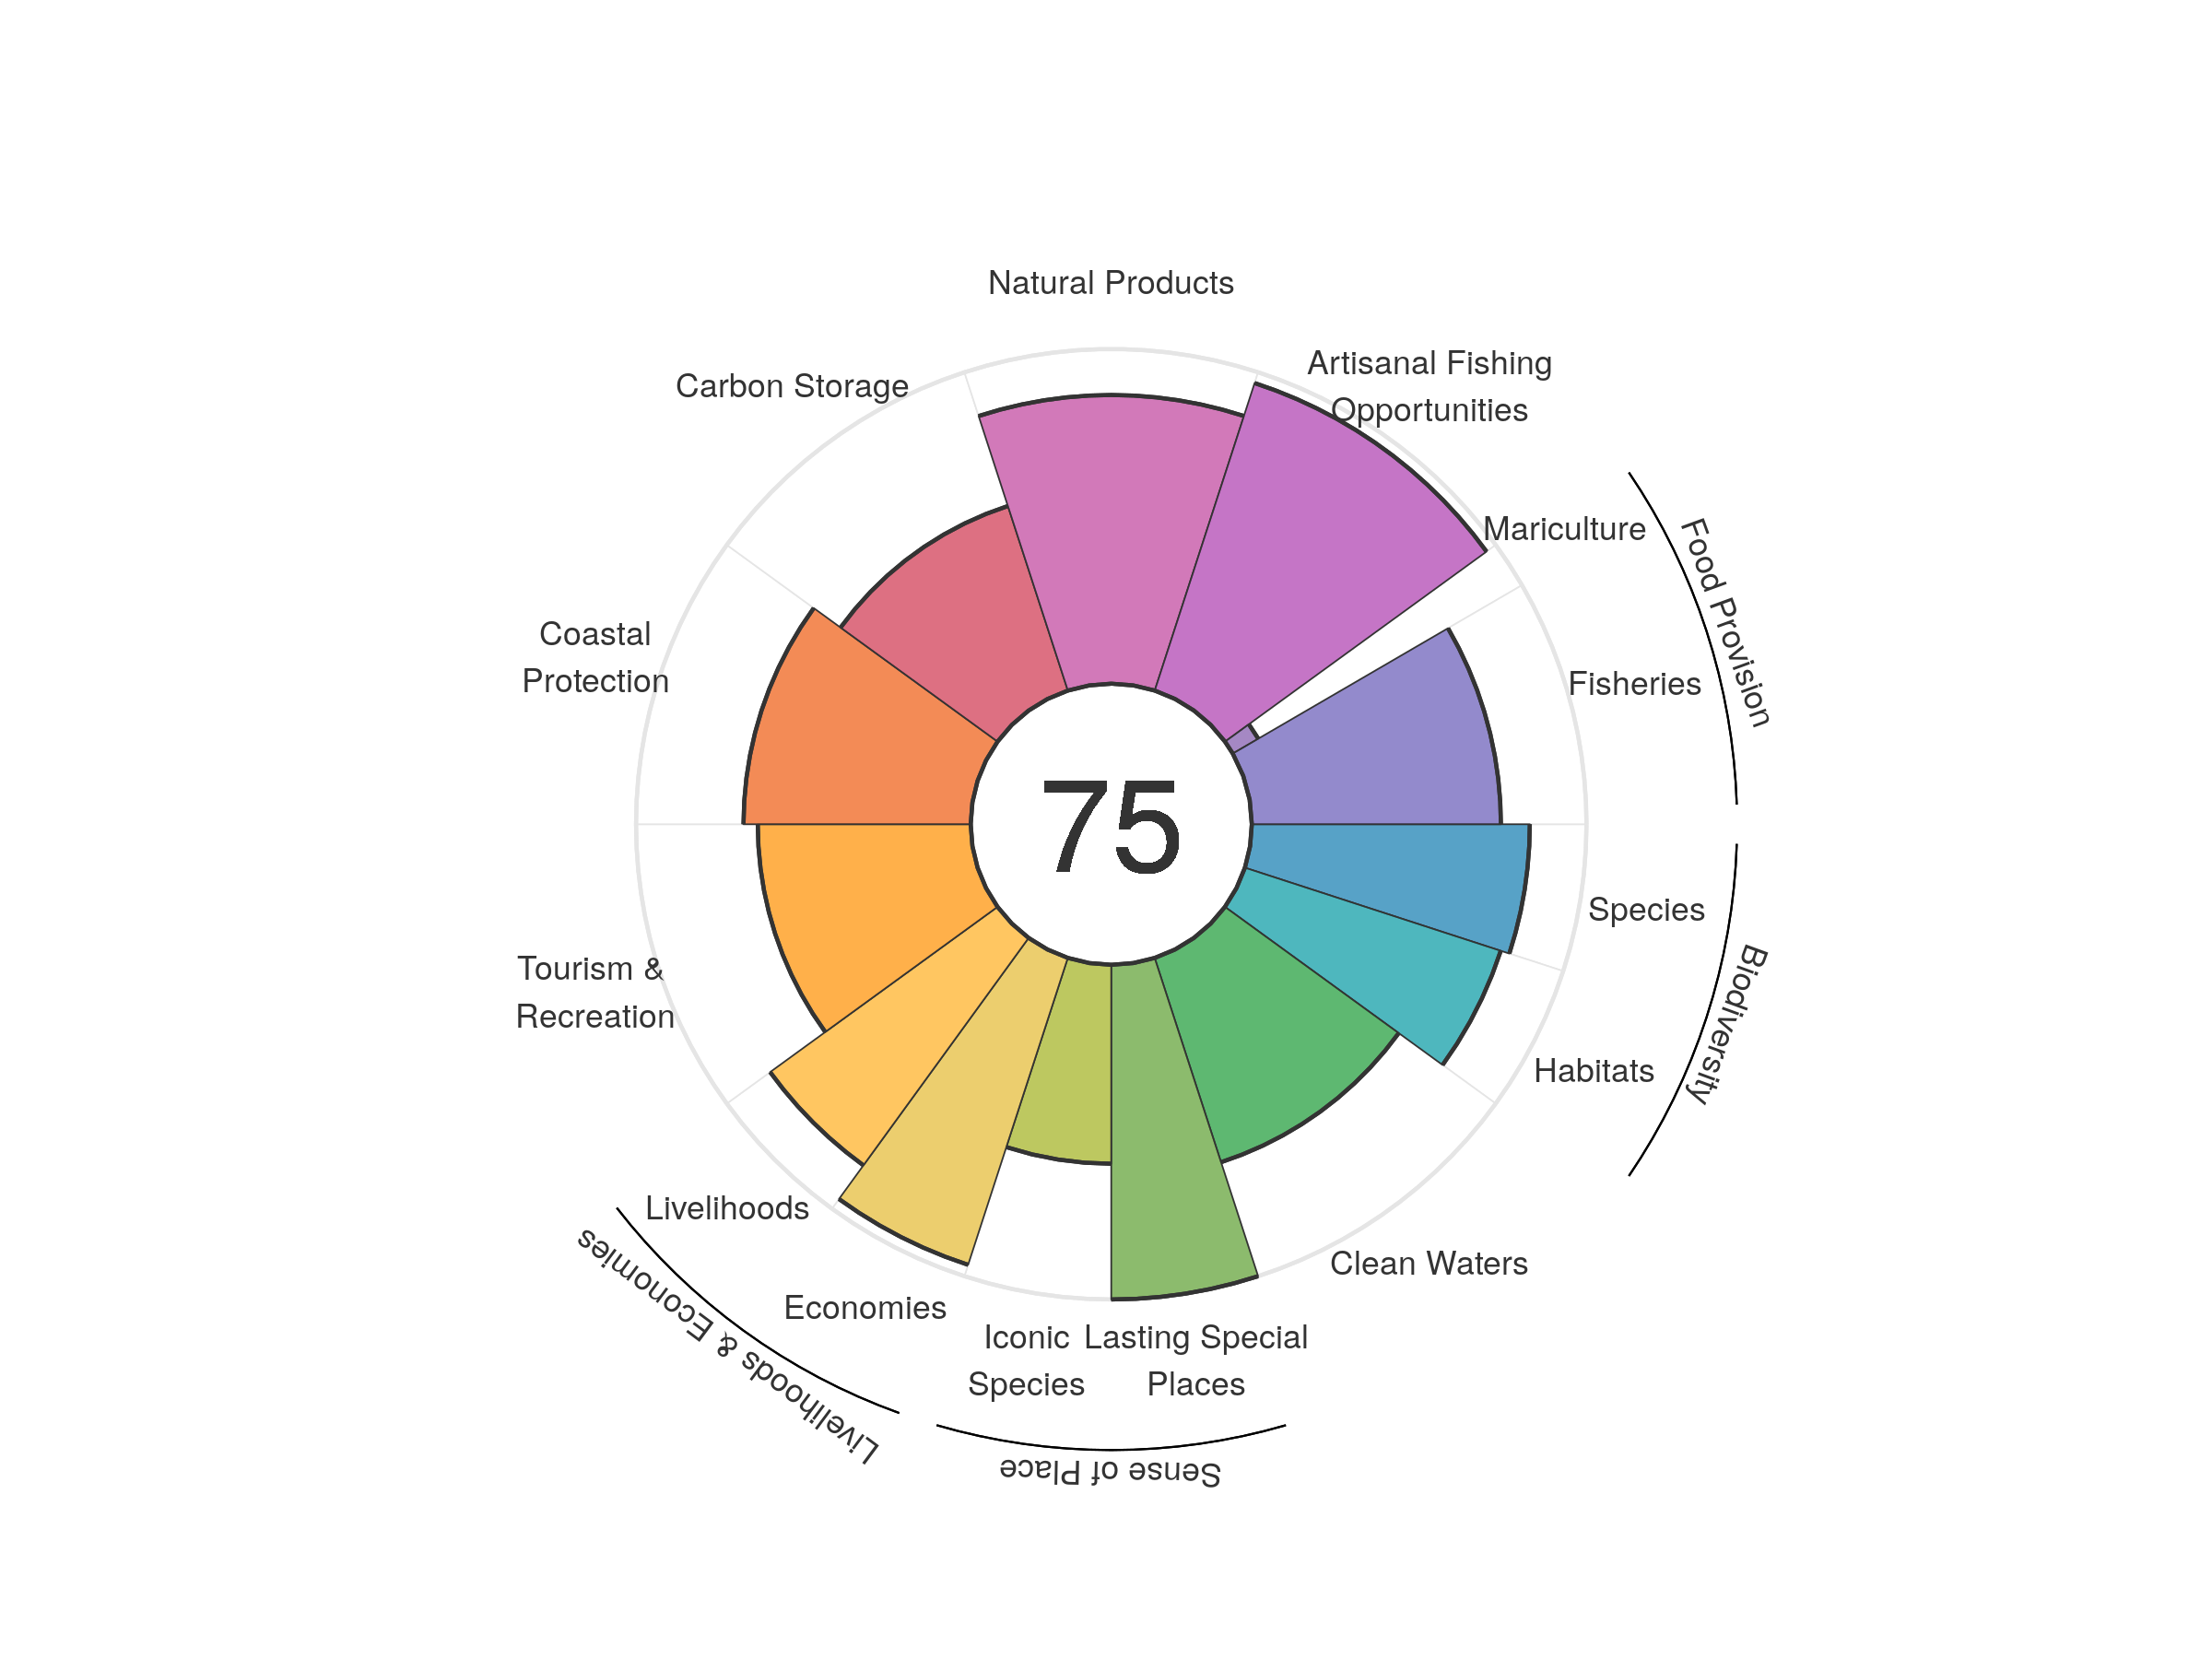 Natural Products
Artisanal Fishing
Opportunities
Carbon Storage
Mariculture
Food Provision
Coastal
Protection
Fisheries
75
Species
Biodiversity
Tourism &
Recreation
Habitats
Livelihoods
Clean Waters
Livelihoods & Economies
Economies
Iconic
Species
Lasting Special
Places
Sense of Place